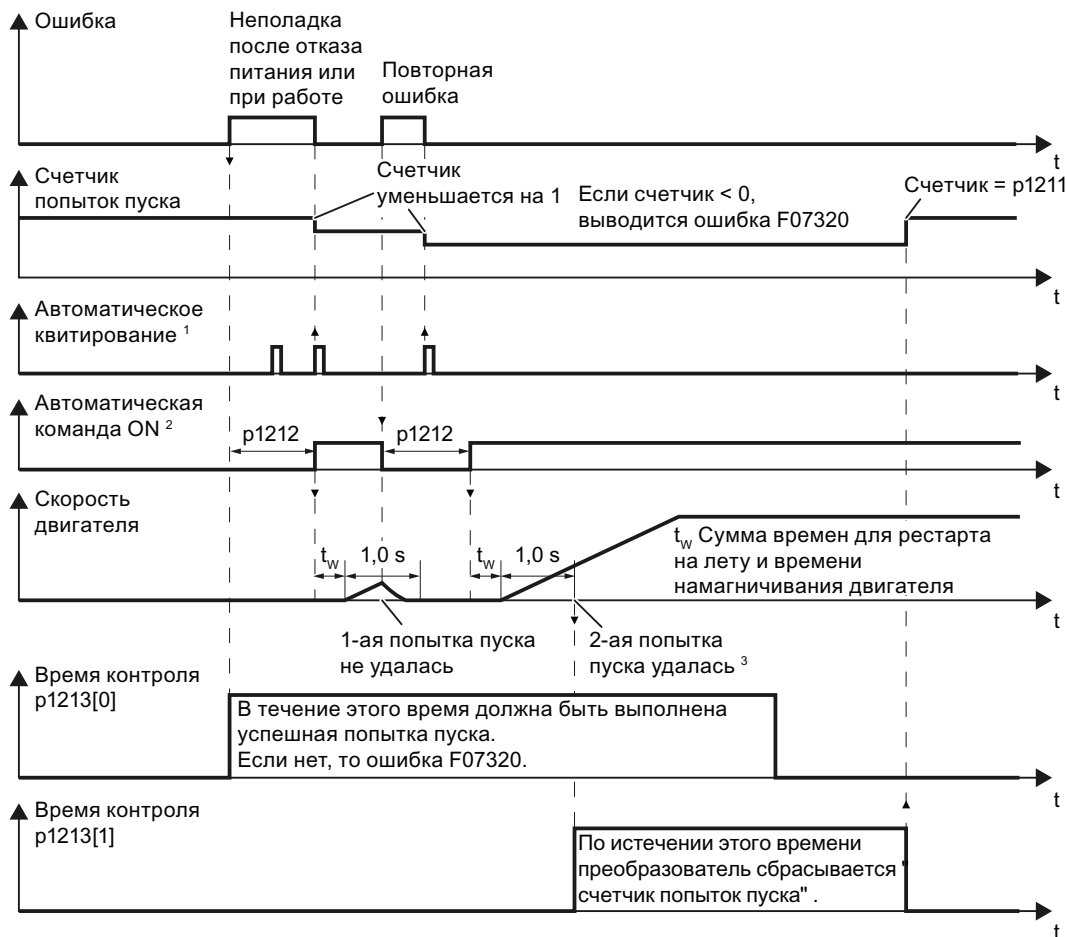 Ошибка
Неполадка
после отказа
питания или
при работе
Повторная
ошибка
t
Счетчик
попыток пуска
Счетчик
уменьшается на 1
Если счетчик < 0,
выводится ошибка F07320
Счетчик = p1211
t
Автоматическое
квитирование 1
t
Автоматическая
команда ON 2
p1212
p1212
t
Скорость
двигателя
tW
1,0 s
tW
1,0 s
tW Сумма времен для рестарта
на лету и времени
намагничивания двигателя
t
1-ая попытка пуска
не удалась
2-ая попытка
пуска удалась 3
Время контроля
p1213[0]
В течение этого время должна быть выполнена
успешная попытка пуска.
Если нет, то ошибка F07320.
t
Время контроля
p1213[1]
По истечении этого времени
преобразователь сбрасывается "
счетчик попыток пуска" .
t